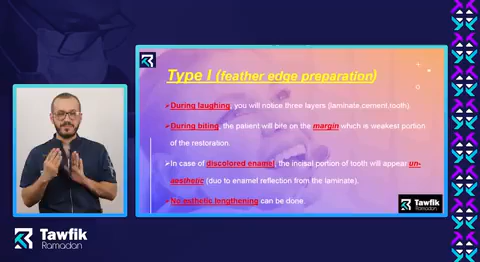 Tawfik
Ramadan
Type I (feather edge preparation)
➤During laughing, you will notice three layers (laminate,cement,tooth).
➤During biting, the patient will bite on the margin which is weakest portion
of the restoration.
➤In case of discolored enamel, the incisal portion of tooth will appear un-
aesthetic (duo to enamel reflection from the laminate).
➤No esthetic lengthening can be done.
Tawfik
Ramadan
Tawfik
Ramadan